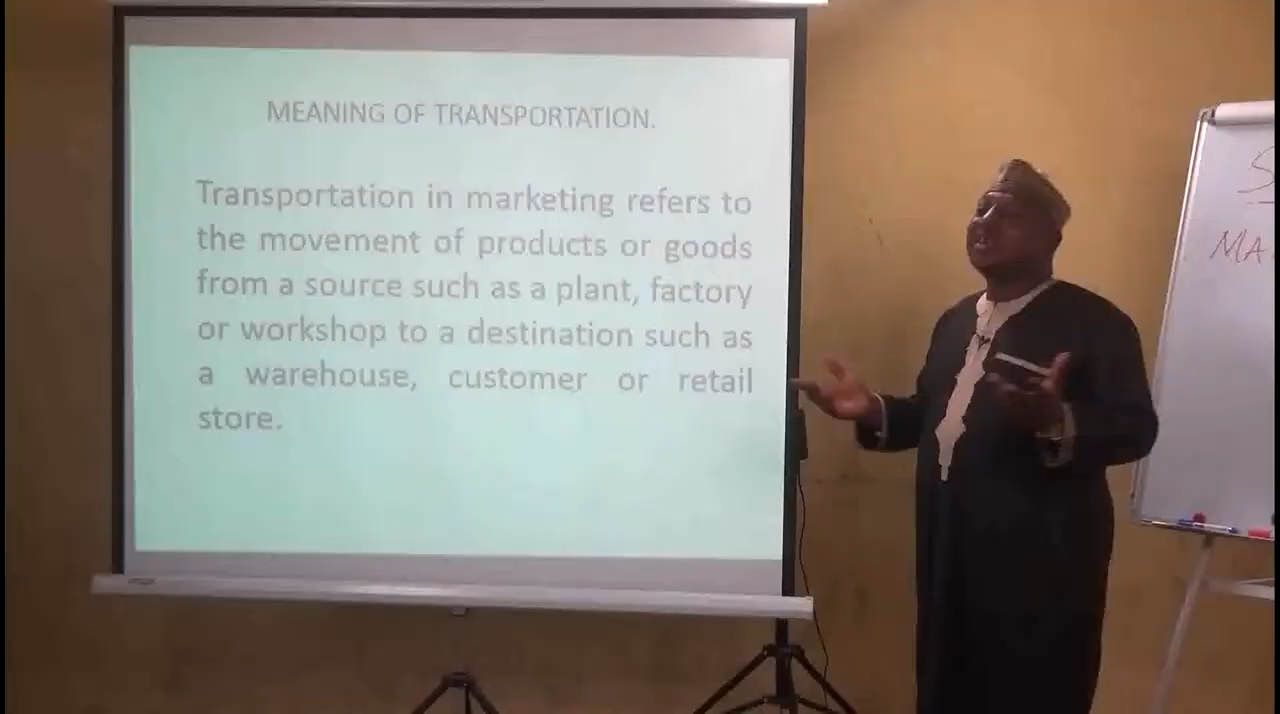 MEANING OF TRANSPORTATION.
Transportation in marketing refers to
the movement of products or goods
from a source such as a plant, factory
or workshop to a destination such as
a warehouse, customer or retail
store.
S
MA